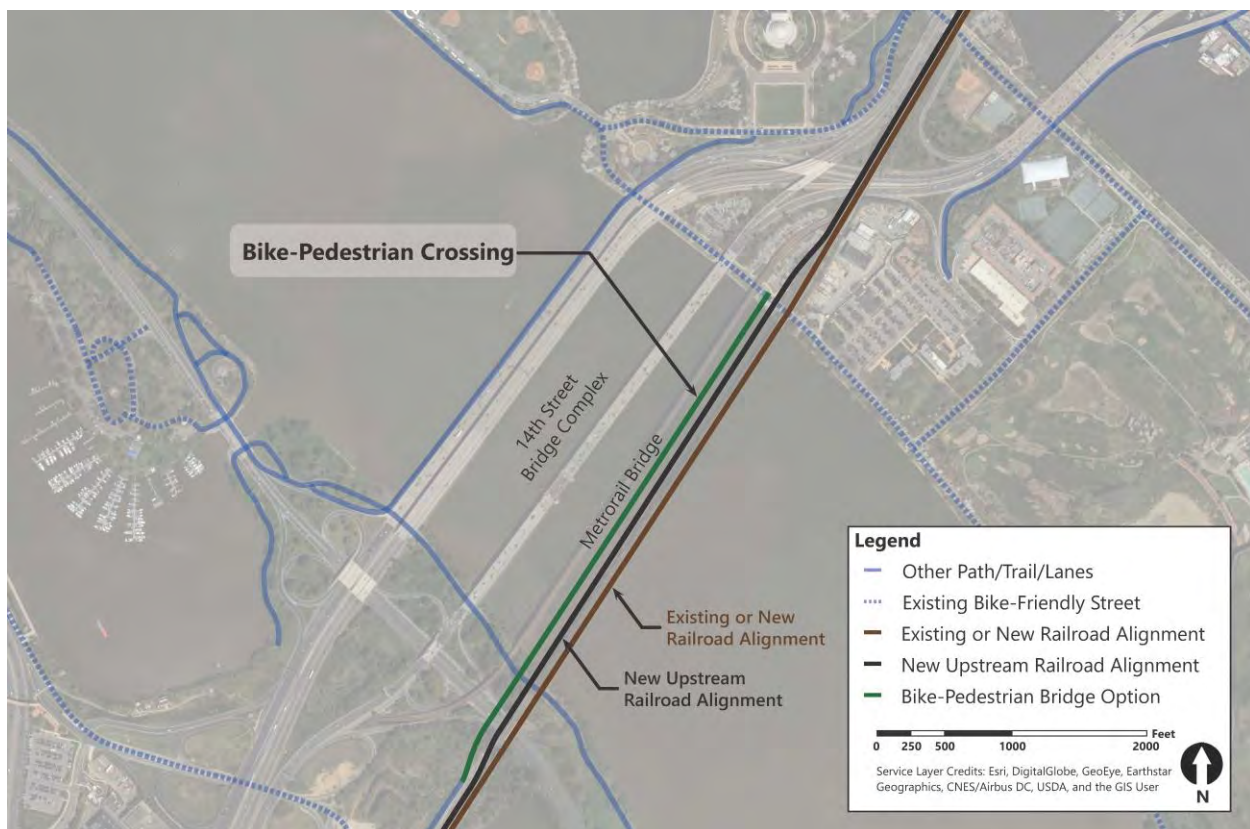 Bike-Pedestrian Crossing
14th Street
Bridge Complex
Metrorail Bridge
Existing or New
Railroad Alignment
New Upstream
Railroad Alignment
Legend
Other Path/Trail/Lanes
Existing Bike-Friendly Street
Existing or New Railroad Alignment
New Upstream Railroad Alignment
Bike-Pedestrian Bridge Option
Feet
0 250 500 1000 2000
Service Layer Credits: Esri, DigitalGlobe, GeoEye, Earthstar
Geographics, CNES/Airbus DC, USDA, and the GIS User
N